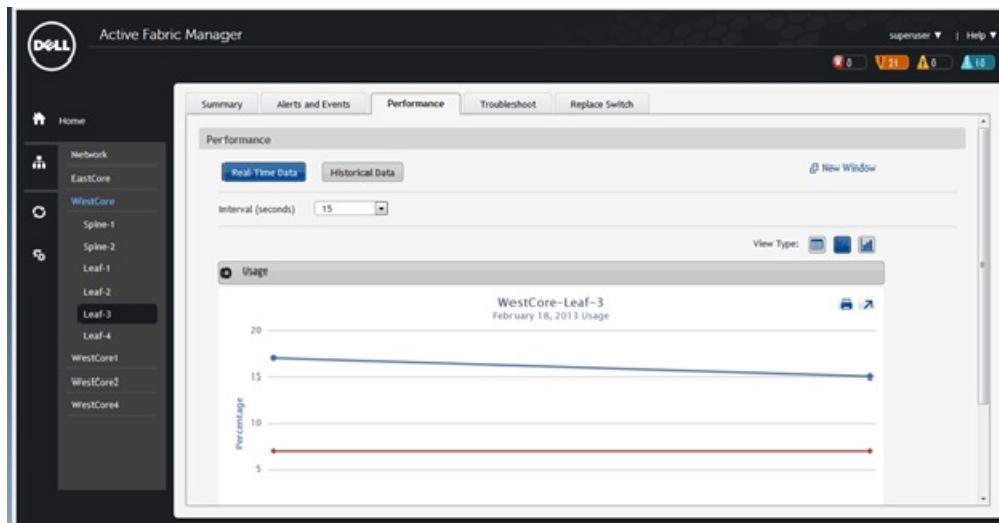 DELL
Active Fabric Manager
superuser | Help
0 21 0 10
Home
Network
EastCore
WestCore
Spine-1
Spine-2
Leaf-1
Leaf-2
Leaf-3
Leaf-4
WestCore1
WestCore2
WestCore4
Summary
Alerts and Events
Performance
Troubleshoot
Replace Switch
Performance
Real-Time Data
Historical Data
New Window
Interval (seconds)
15
View Type:
Usage
WestCore-Leaf-3
February 18, 2013 Usage
Percentage
20
15
10
5